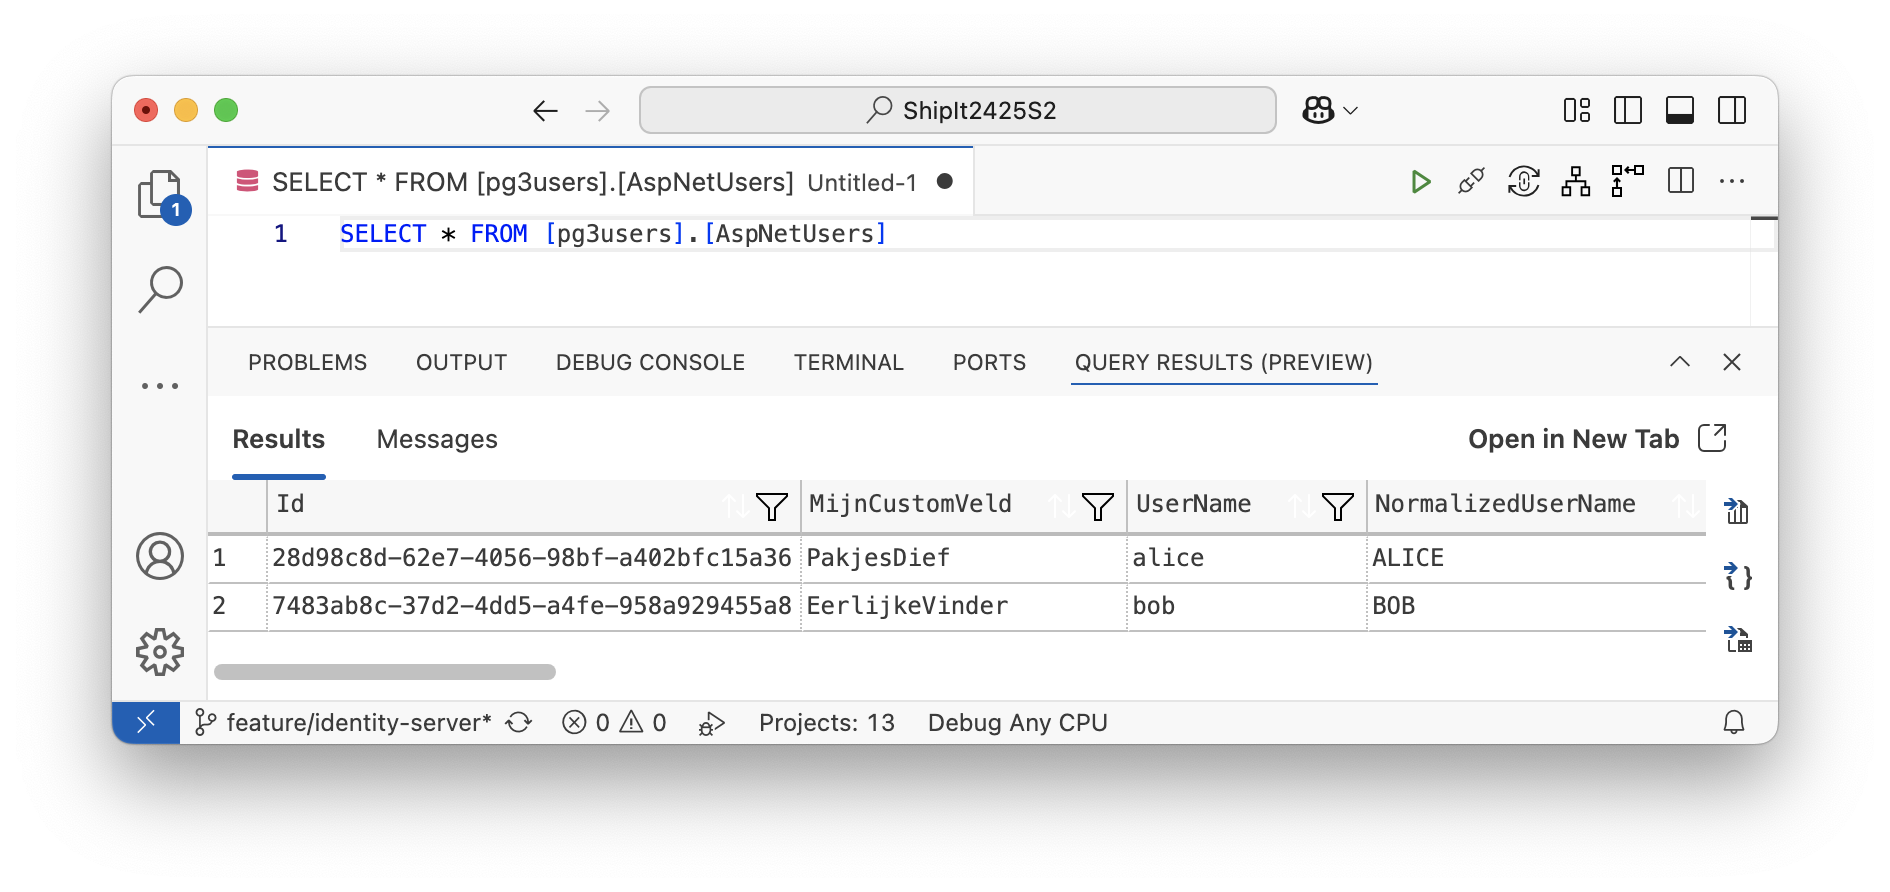 ShipIt2425S2
SELECT * FROM [pg3users].[AspNetUsers] Untitled-1
1
1 SELECT * FROM [pg3users].[AspNetUsers]
PROBLEMS OUTPUT DEBUG CONSOLE TERMINAL PORTS QUERY RESULTS (PREVIEW)
Results Messages Open in New Tab
Id MijnCustomVeld UserName NormalizedUserName
1 28d98c8d-62e7-4056-98bf-a402bfc15a36 PakjesDief alice ALICE
2 7483ab8c-37d2-4dd5-a4fe-958a929455a8 EerlijkeVinder bob BOB
feature/identity-server* 0 0 Projects: 13 Debug Any CPU